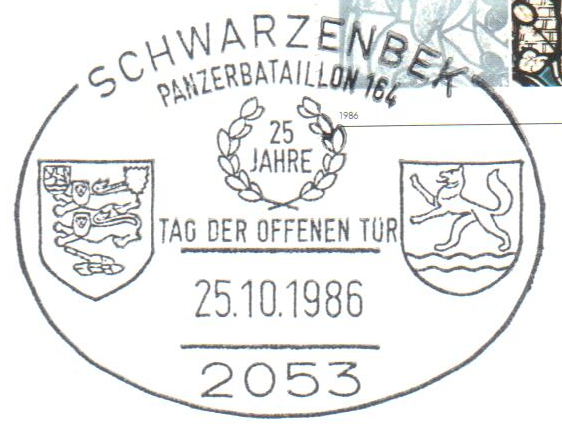 SCHWARZENBEK
PANZERBATAILLON 164
1986
25
JAHRE
TAG DER OFFENEN TÜR
25.10.1986
2053